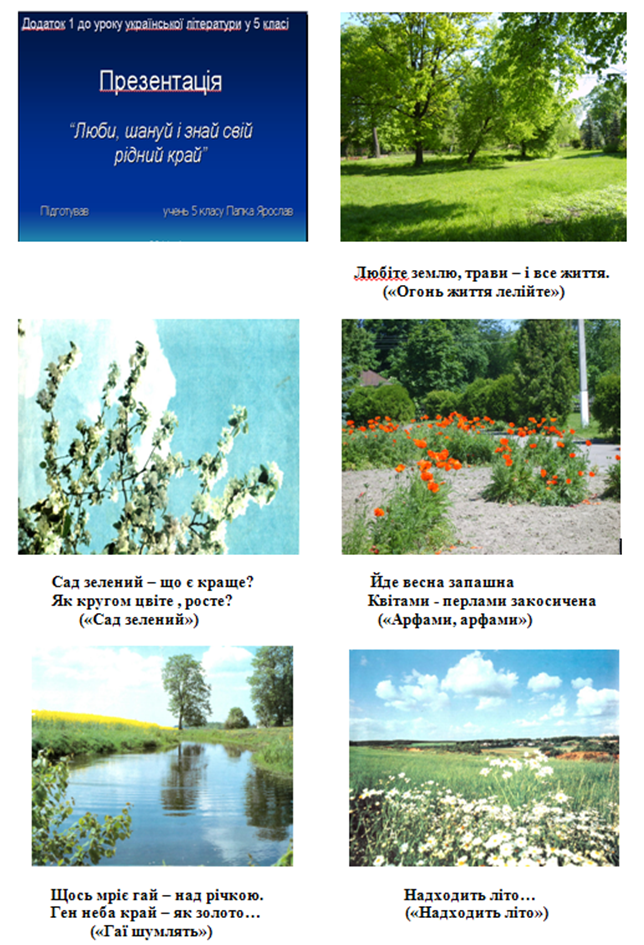 Додаток 1 до уроку української літератури у 5 класі
Презентація
“Люби, шануй і знай свій
рідний край”
Підготував учень 5 класу Папка Ярослав
Любіте землю, трави – і все життя.
(«Огонь життя лелійте»)
Сад зелений – що є краще?
Як кругом цвіте , росте?
(«Сад зелений»)
Йде весна запашна
Квітами - перлами закосичена
(«Арфами, арфами»)
Щось мріє гай – над річкою.
Ген неба край – як золото…
(«Гаї шумлять»)
Надходить літо…
(«Надходить літо»)